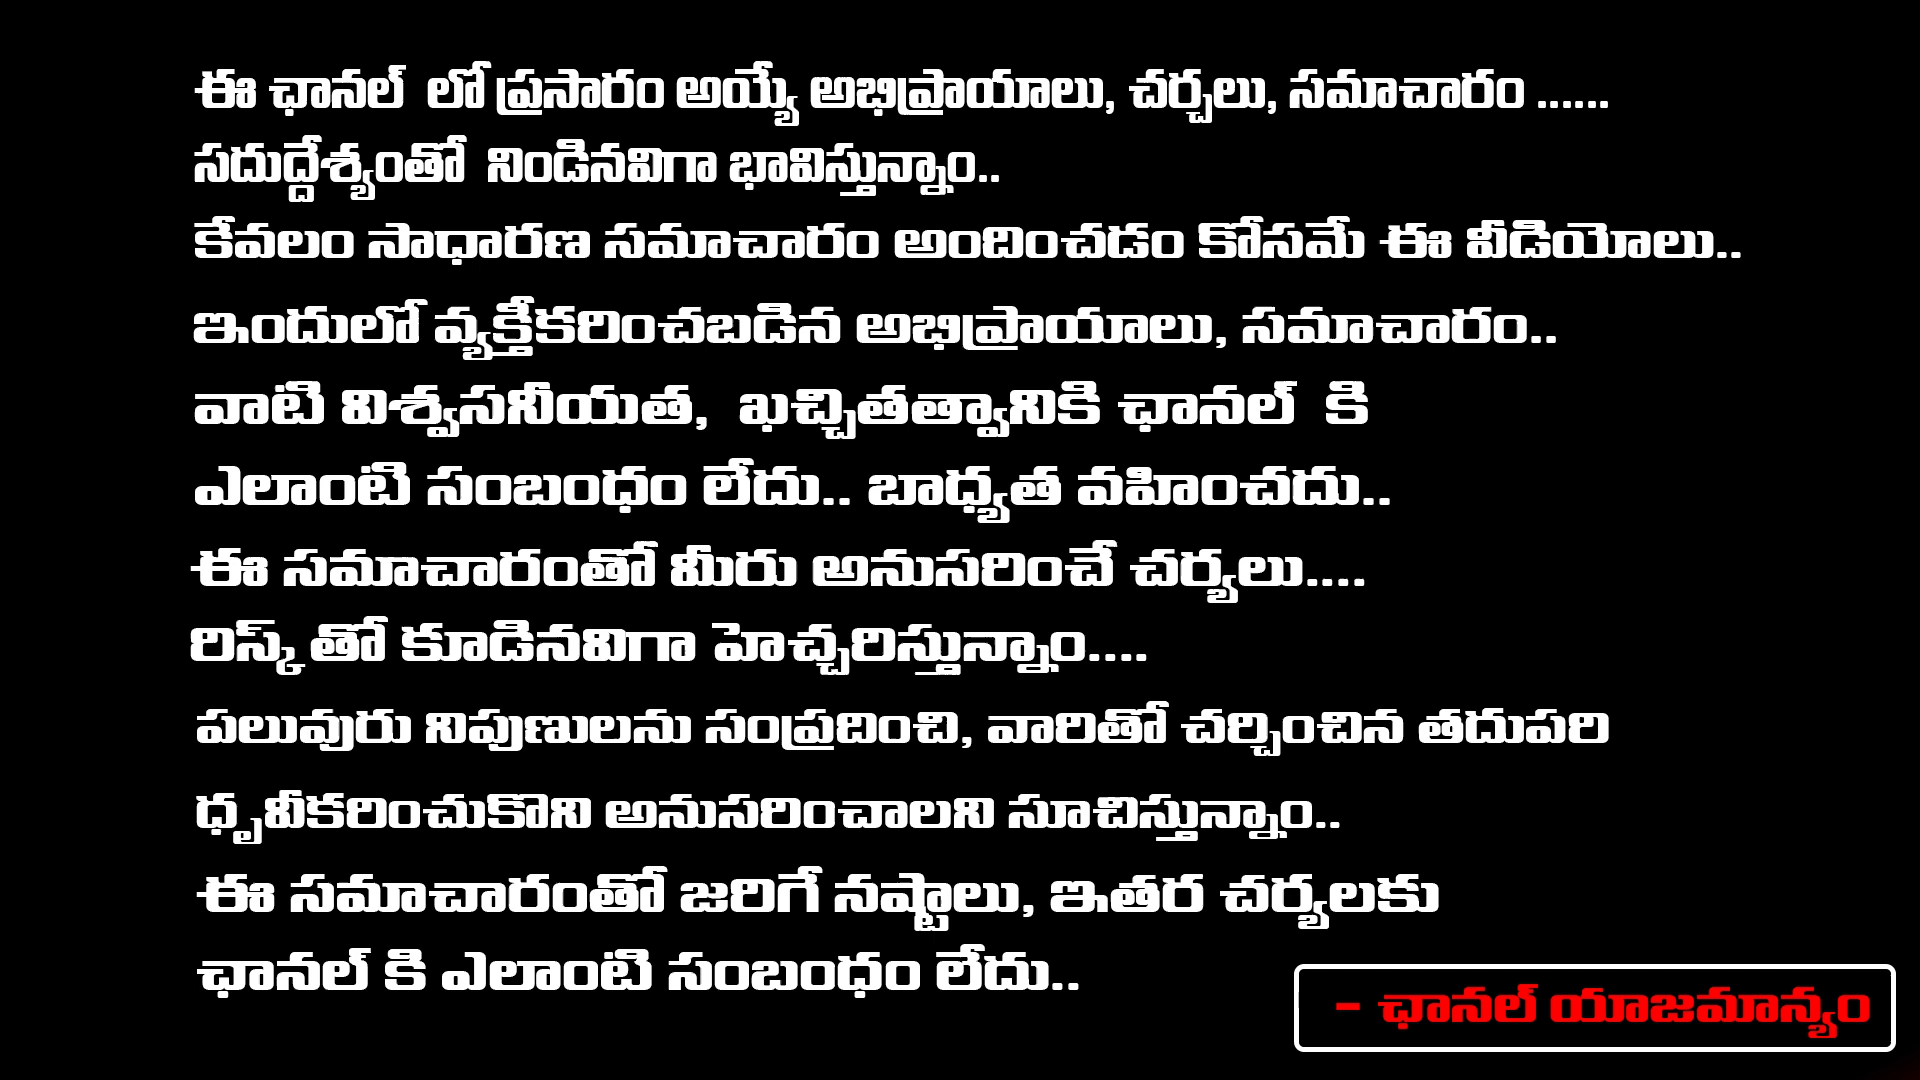 ఈ ఛానల్ లో ప్రసారం అయ్యే అభిప్రాయాలు, చర్చలు, సమాచారం ......
సదుద్దేశ్యంతో నిండినవిగా భావిస్తున్నాం..
కేవలం సాధారణ సమాచారం అందించడం కోసమే ఈ వీడియోలు..
ఇందులో వ్యక్తీకరించబడిన అభిప్రాయాలు, సమాచారం..
వాటి విశ్వసనీయత, ఖచ్చితత్వానికి ఛానల్ కి
ఎలాంటి సంబంధం లేదు.. బాధ్యత వహించదు..
ఈ సమాచారంతో మీరు అనుసరించే చర్యలు....
రిస్క్ తో కూడినవిగా హెచ్చరిస్తున్నాం....
పలువురు నిపుణులను సంప్రదించి, వారితో చర్చించిన తదుపరి
ధృవీకరించుకొని అనుసరించాలని సూచిస్తున్నాం..
ఈ సమాచారంతో జరిగే నష్టాలు, ఇతర చర్యలకు
ఛానల్ కి ఎలాంటి సంబంధం లేదు..
- ఛానల్ యాజమాన్యం